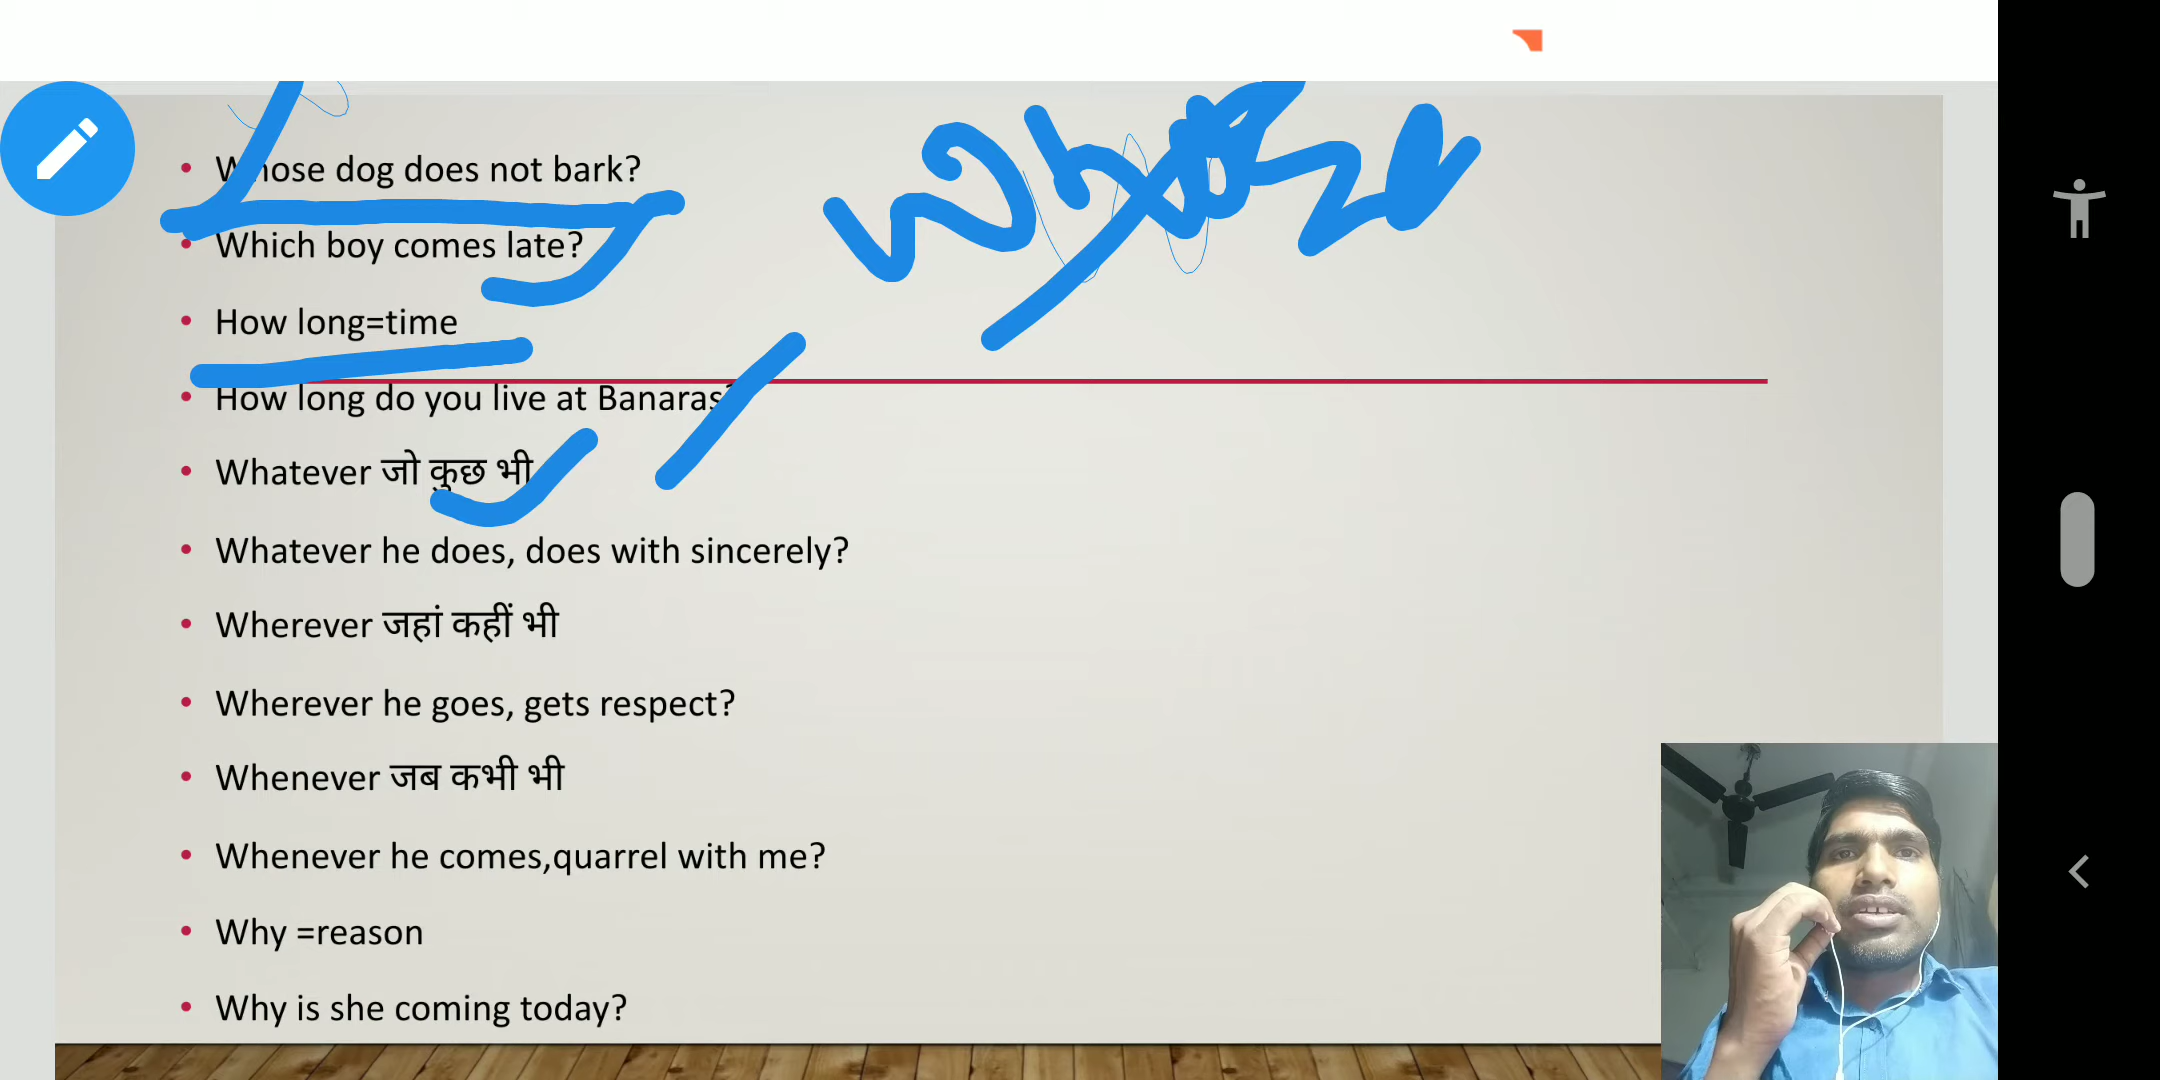 Whose dog does not bark?
whose
Which boy comes late?
How long=time
How long do you live at Banaras?
Whatever जो कुछ भी
Whatever he does, does with sincerely?
Wherever जहां कहीं भी
Wherever he goes, gets respect?
Whenever जब कभी भी
Whenever he comes,quarrel with me?
Why =reason
Why is she coming today?